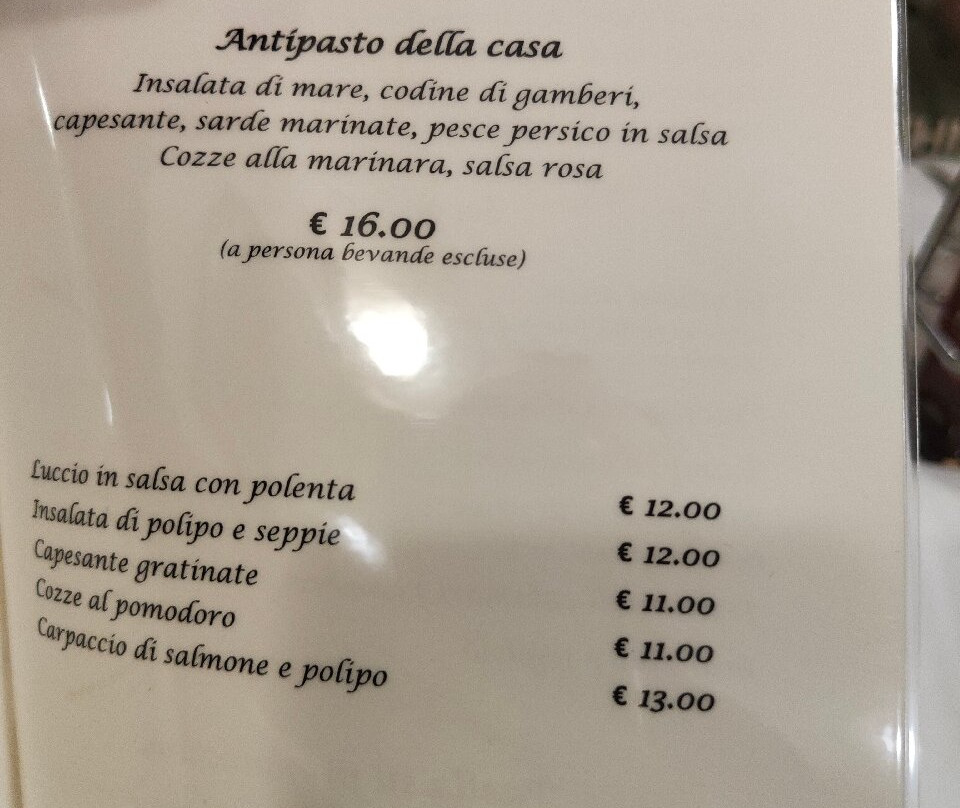 Antipasto della casa
Insalata di mare, codine di gamberi,
capesante, sarde marinate, pesce persico in salsa
Cozze alla marinara, salsa rosa
€ 16.00
(a persona bevande escluse)
Luccio in salsa con polenta € 12.00
Insalata di polipo e seppie € 12.00
Capesante gratinate € 11.00
Cozze al pomodoro € 11.00
Carpaccio di salmone e polipo € 13.00